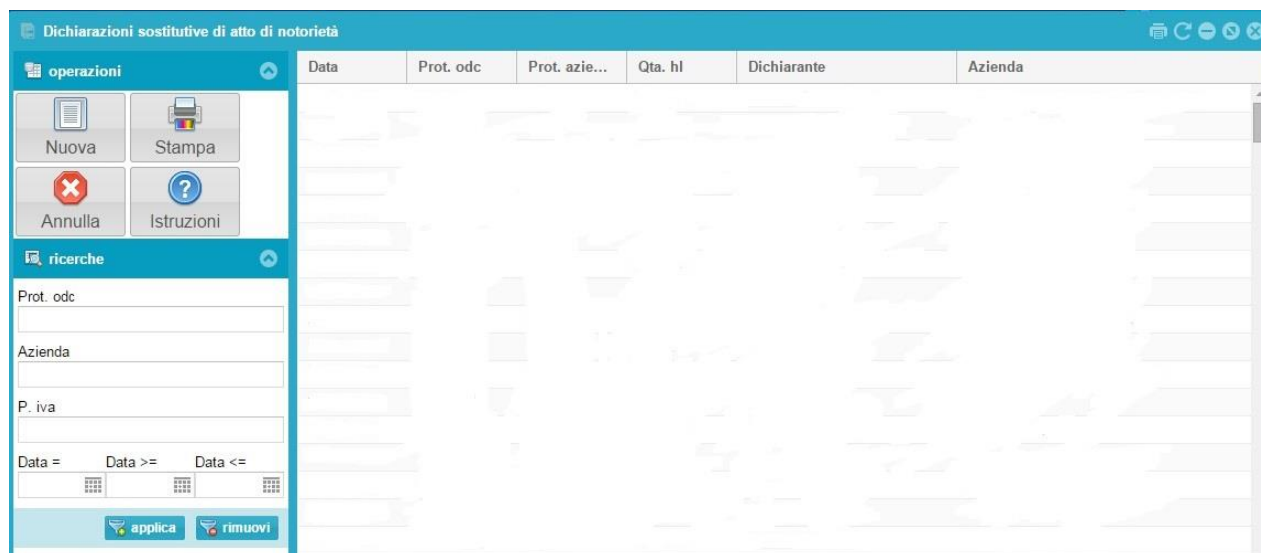 Dichiarazioni sostitutive di atto di notorietà
operazioni
Nuova Stampa
Annulla Istruzioni
ricerche
Prot. odc
Azienda
P. iva
Data = Data >= Data <=
applica rimuovi
Data Prot. odc Prot. azie... Qta. hl Dichiarante Azienda